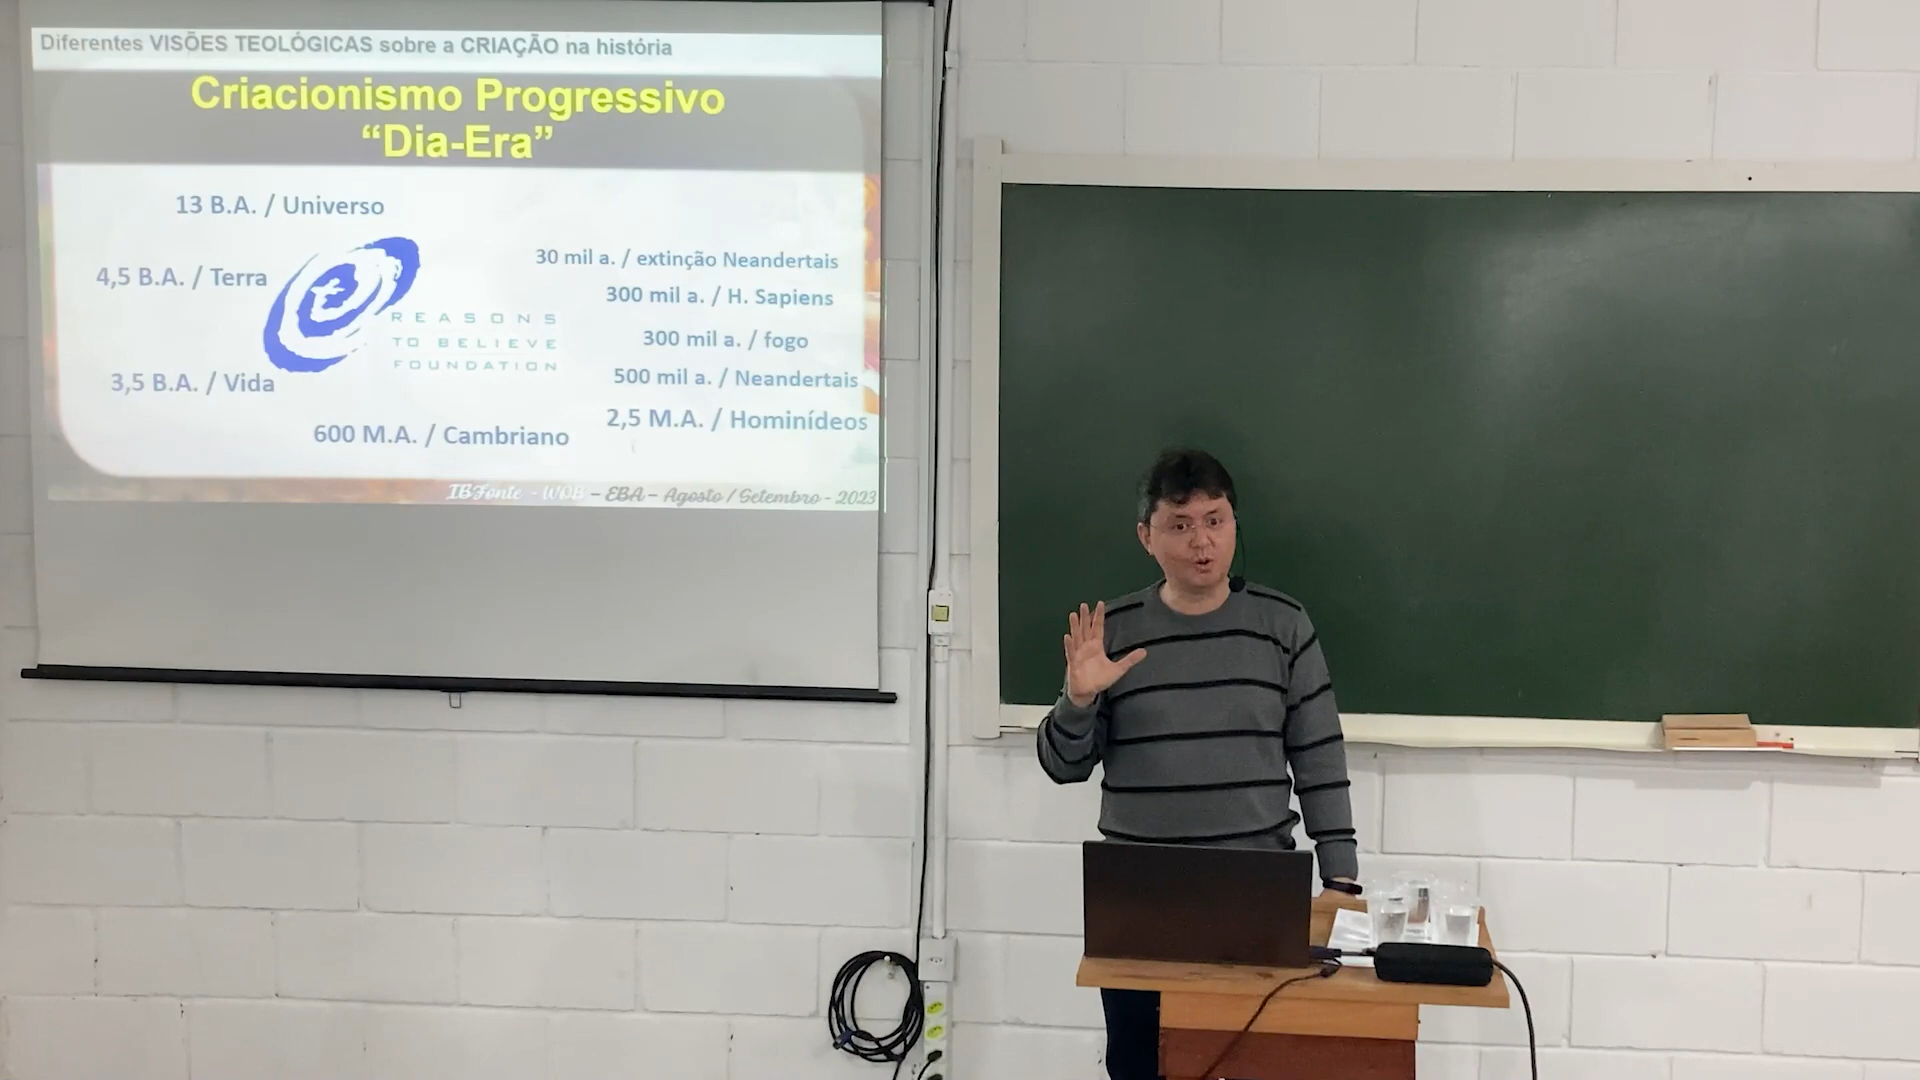 Diferentes VISÕES TEOLÓGICAS sobre a CRIAÇÃO na história
Criacionismo Progressivo
“Dia-Era”
13 B.A. / Universo
4,5 B.A. / Terra
3,5 B.A. / Vida
600 M.A. / Cambriano
REASONS
TO BELIEVE
FOUNDATION
30 mil a. / extinção Neandertais
300 mil a. / H. Sapiens
300 mil a. / fogo
500 mil a. / Neandertais
2,5 M.A. / Hominídeos
IBFonte - WAB - EBA - Agosto / Setembro - 2023